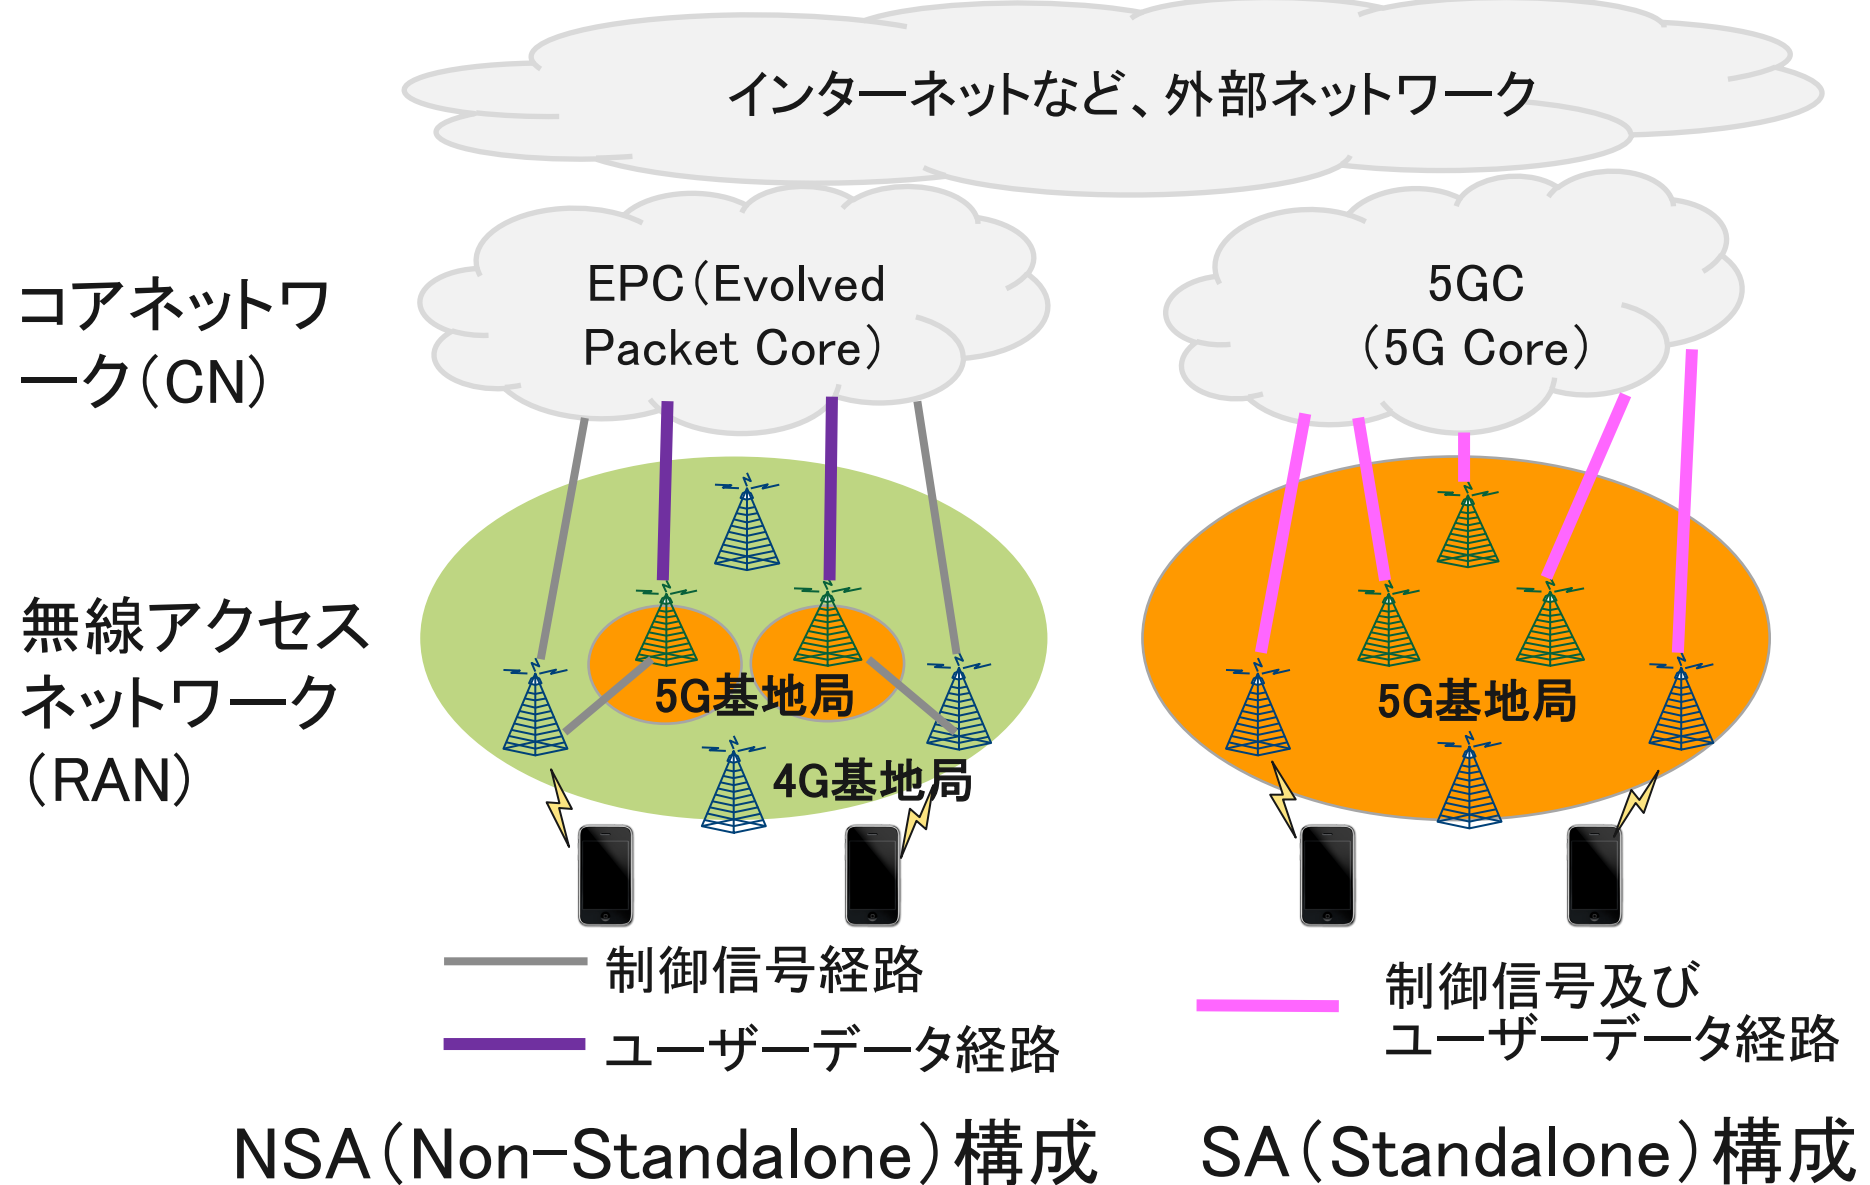 インターネットなど、外部ネットワーク
コアネットワ
ーク(CN)
EPC(Evolved
Packet Core)
5GC
(5G Core)
無線アクセス
ネットワーク
(RAN)
5G基地局
4G基地局
5G基地局
制御信号経路
ユーザーデータ経路
制御信号及び
ユーザーデータ経路
NSA(Non-Standalone)構成
SA(Standalone)構成